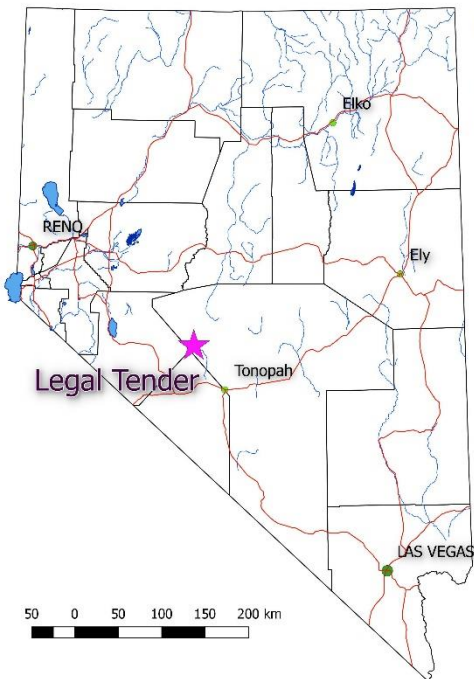 Elko
RENO
Ely
Legal Tender
Tonopah
LAS VEGAS
50 0 50 100 150 200 km